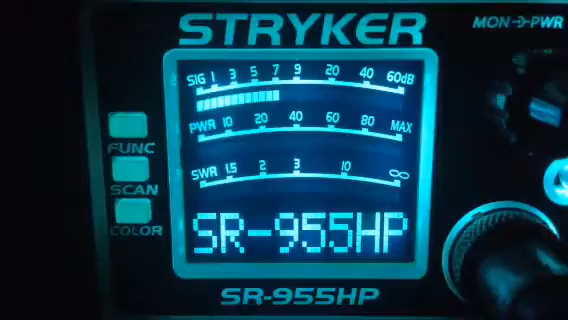 STRYKER
MON PWR
SIG 1 3 5 7 9 20 40 60dB
PWR 10 20 40 60 80 MAX
SWR 1.5 2 3 10 ∞
FUNC
SCAN
COLOR
SR-955HP
SR-955HP